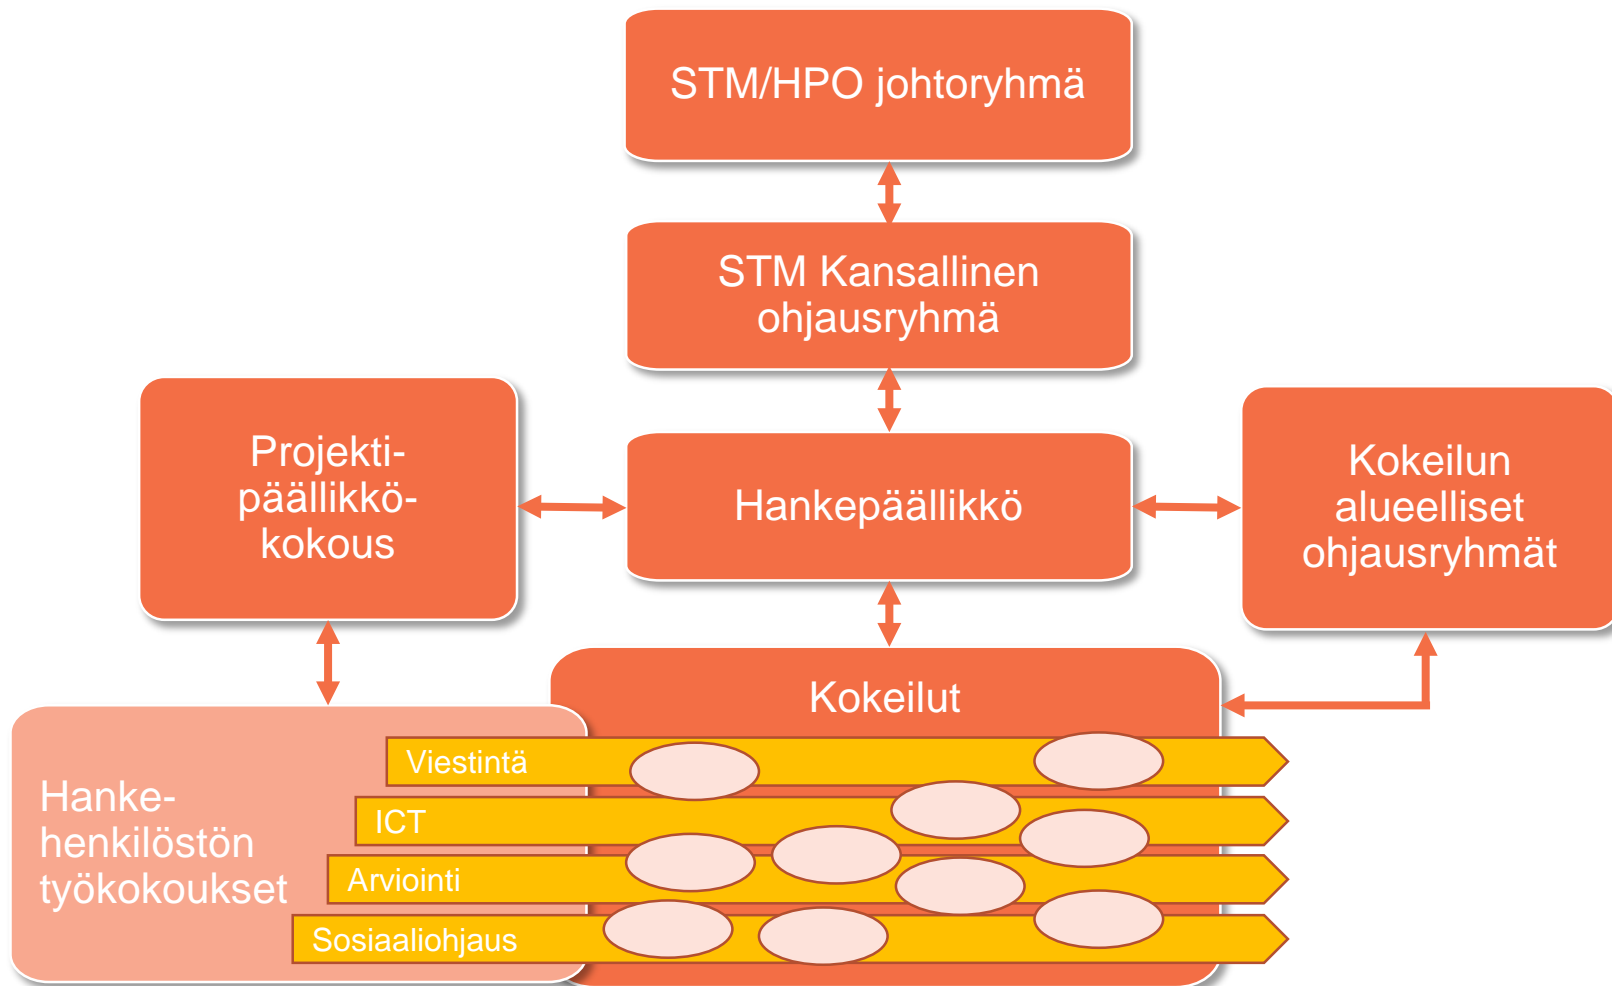 STM/HPO johtoryhmä
STM Kansallinen
ohjausryhmä
Projekti-
päällikkö-
kokous
Hankepäällikkö
Kokeilun
alueelliset
ohjausryhmät
Kokeilut
Hanke-
henkilöstön
työkokoukset
Viestintä
ICT
Arviointi
Sosiaaliohjaus